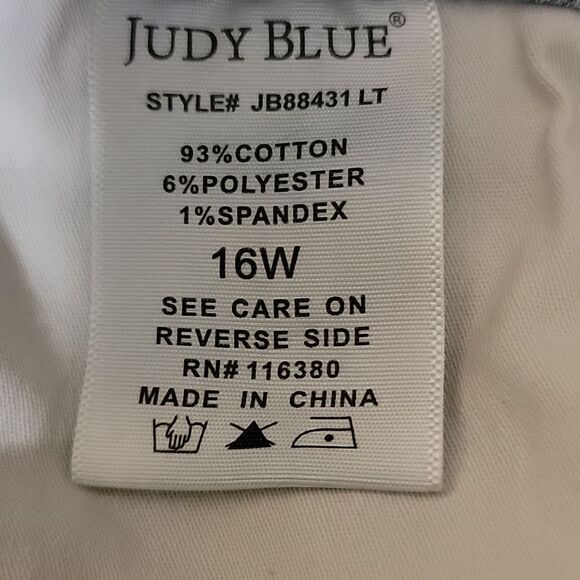 JUDY BLUE®
STYLE# JB88431 LT
93%COTTON
6%POLYESTER
1%SPANDEX
16W
SEE CARE ON
REVERSE SIDE
RN# 116380
MADE IN CHINA